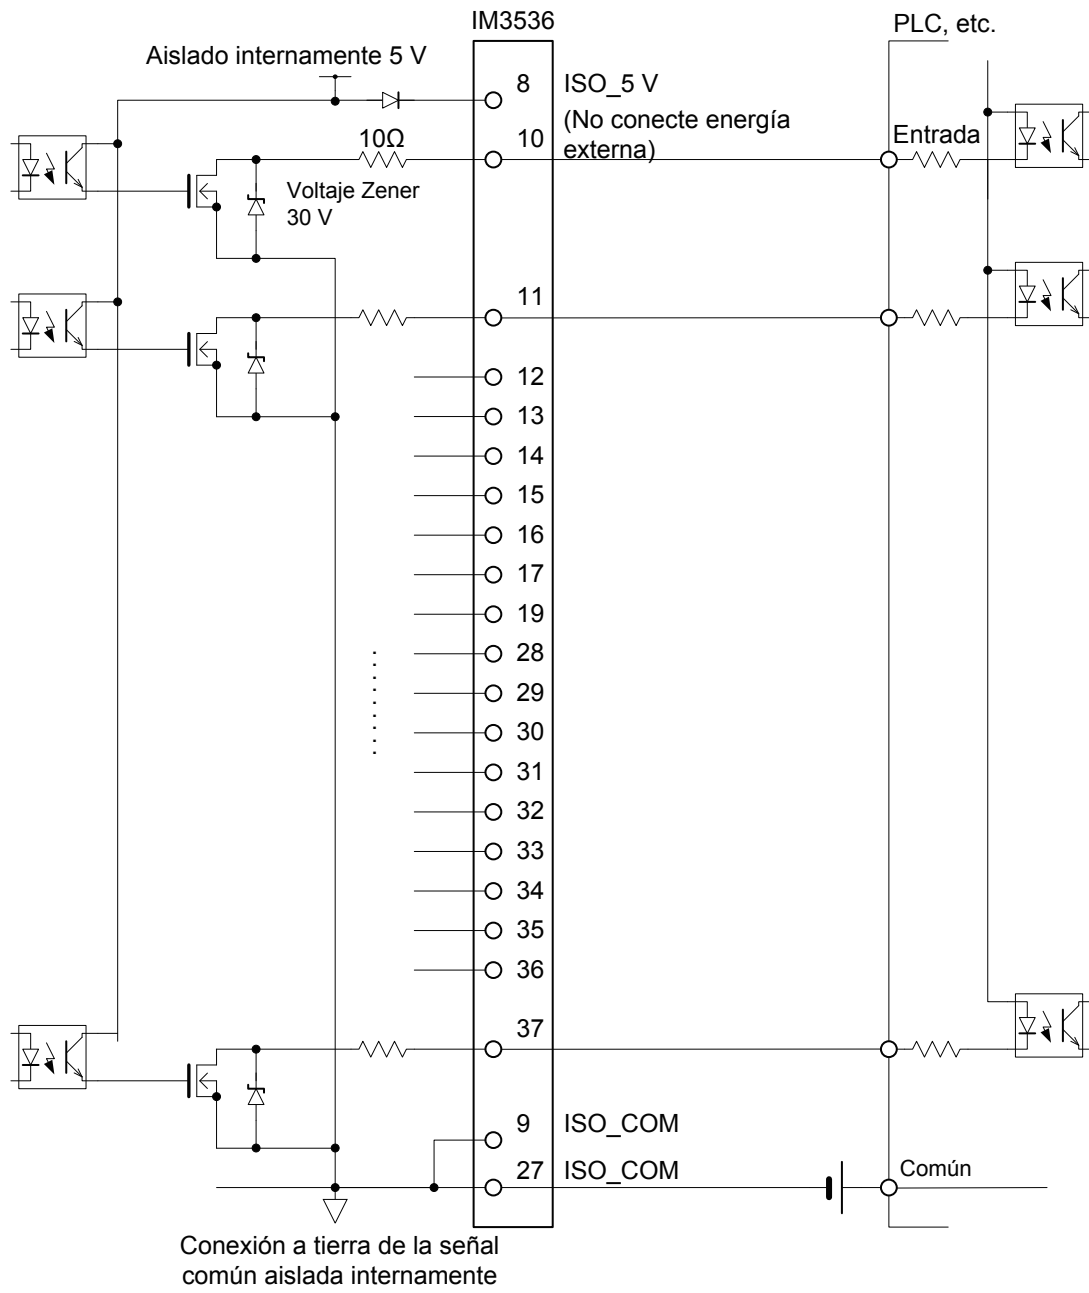 IM3536
PLC, etc.
Aislado internamente 5 V
8
ISO_5 V
(No conecte energía
externa)
10Ω
10
Entrada
Voltaje Zener
30 V
11
12
13
14
15
16
17
19
28
29
30
31
32
33
34
35
36
37
9
ISO_COM
27
ISO_COM
Común
Conexión a tierra de la señal
común aislada internamente